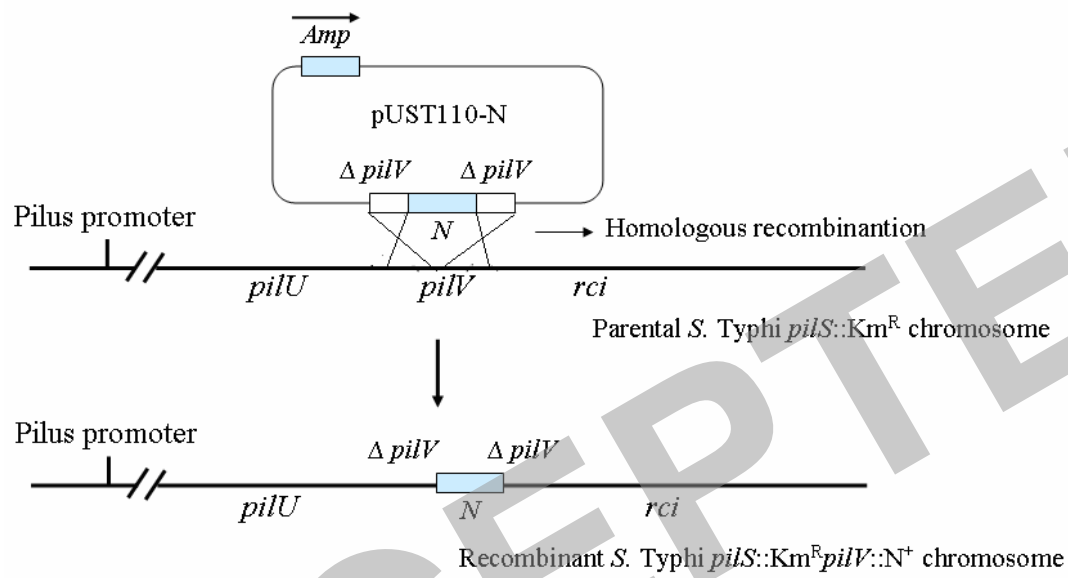 Amp
pUST110-N
Δ pilV Δ pilV
Pilus promoter
N
Homologous recombinantion
pilU pilV rci
Parental S. Typhi pilS::Kmᴿ chromosome
Pilus promoter
Δ pilV Δ pilV
pilU N rci
Recombinant S. Typhi pilS::KmᴿpilV::N⁺ chromosome
EPTE